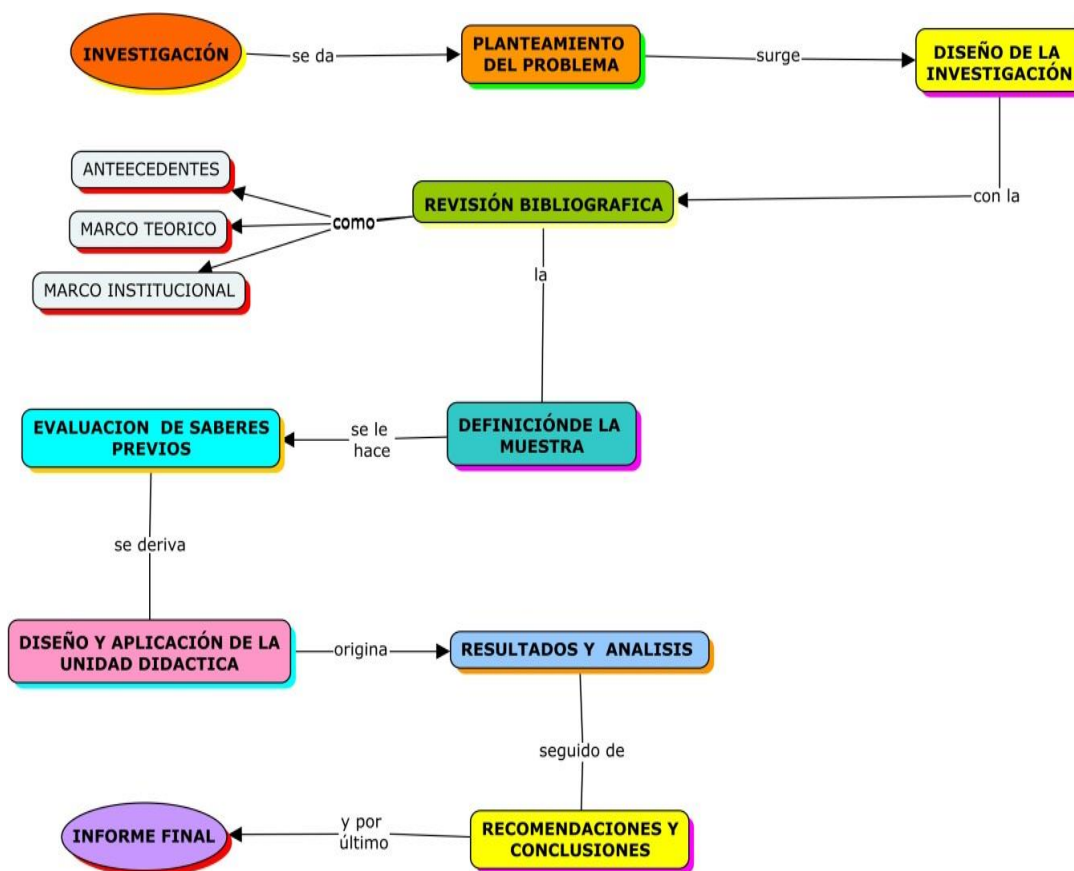 INVESTIGACIÓN
se da
PLANTEAMIENTO
DEL PROBLEMA
surge
DISEÑO DE LA
INVESTIGACIÓN
con la
REVISIÓN BIBLIOGRAFICA
como
ANTEECEDENTES
MARCO TEORICO
MARCO INSTITUCIONAL
la
DEFINICIÓNDE LA
MUESTRA
se le
hace
EVALUACION DE SABERES
PREVIOS
se deriva
DISEÑO Y APLICACIÓN DE LA
UNIDAD DIDACTICA
origina
RESULTADOS Y ANALISIS
seguido de
RECOMENDACIONES Y
CONCLUSIONES
y por
último
INFORME FINAL